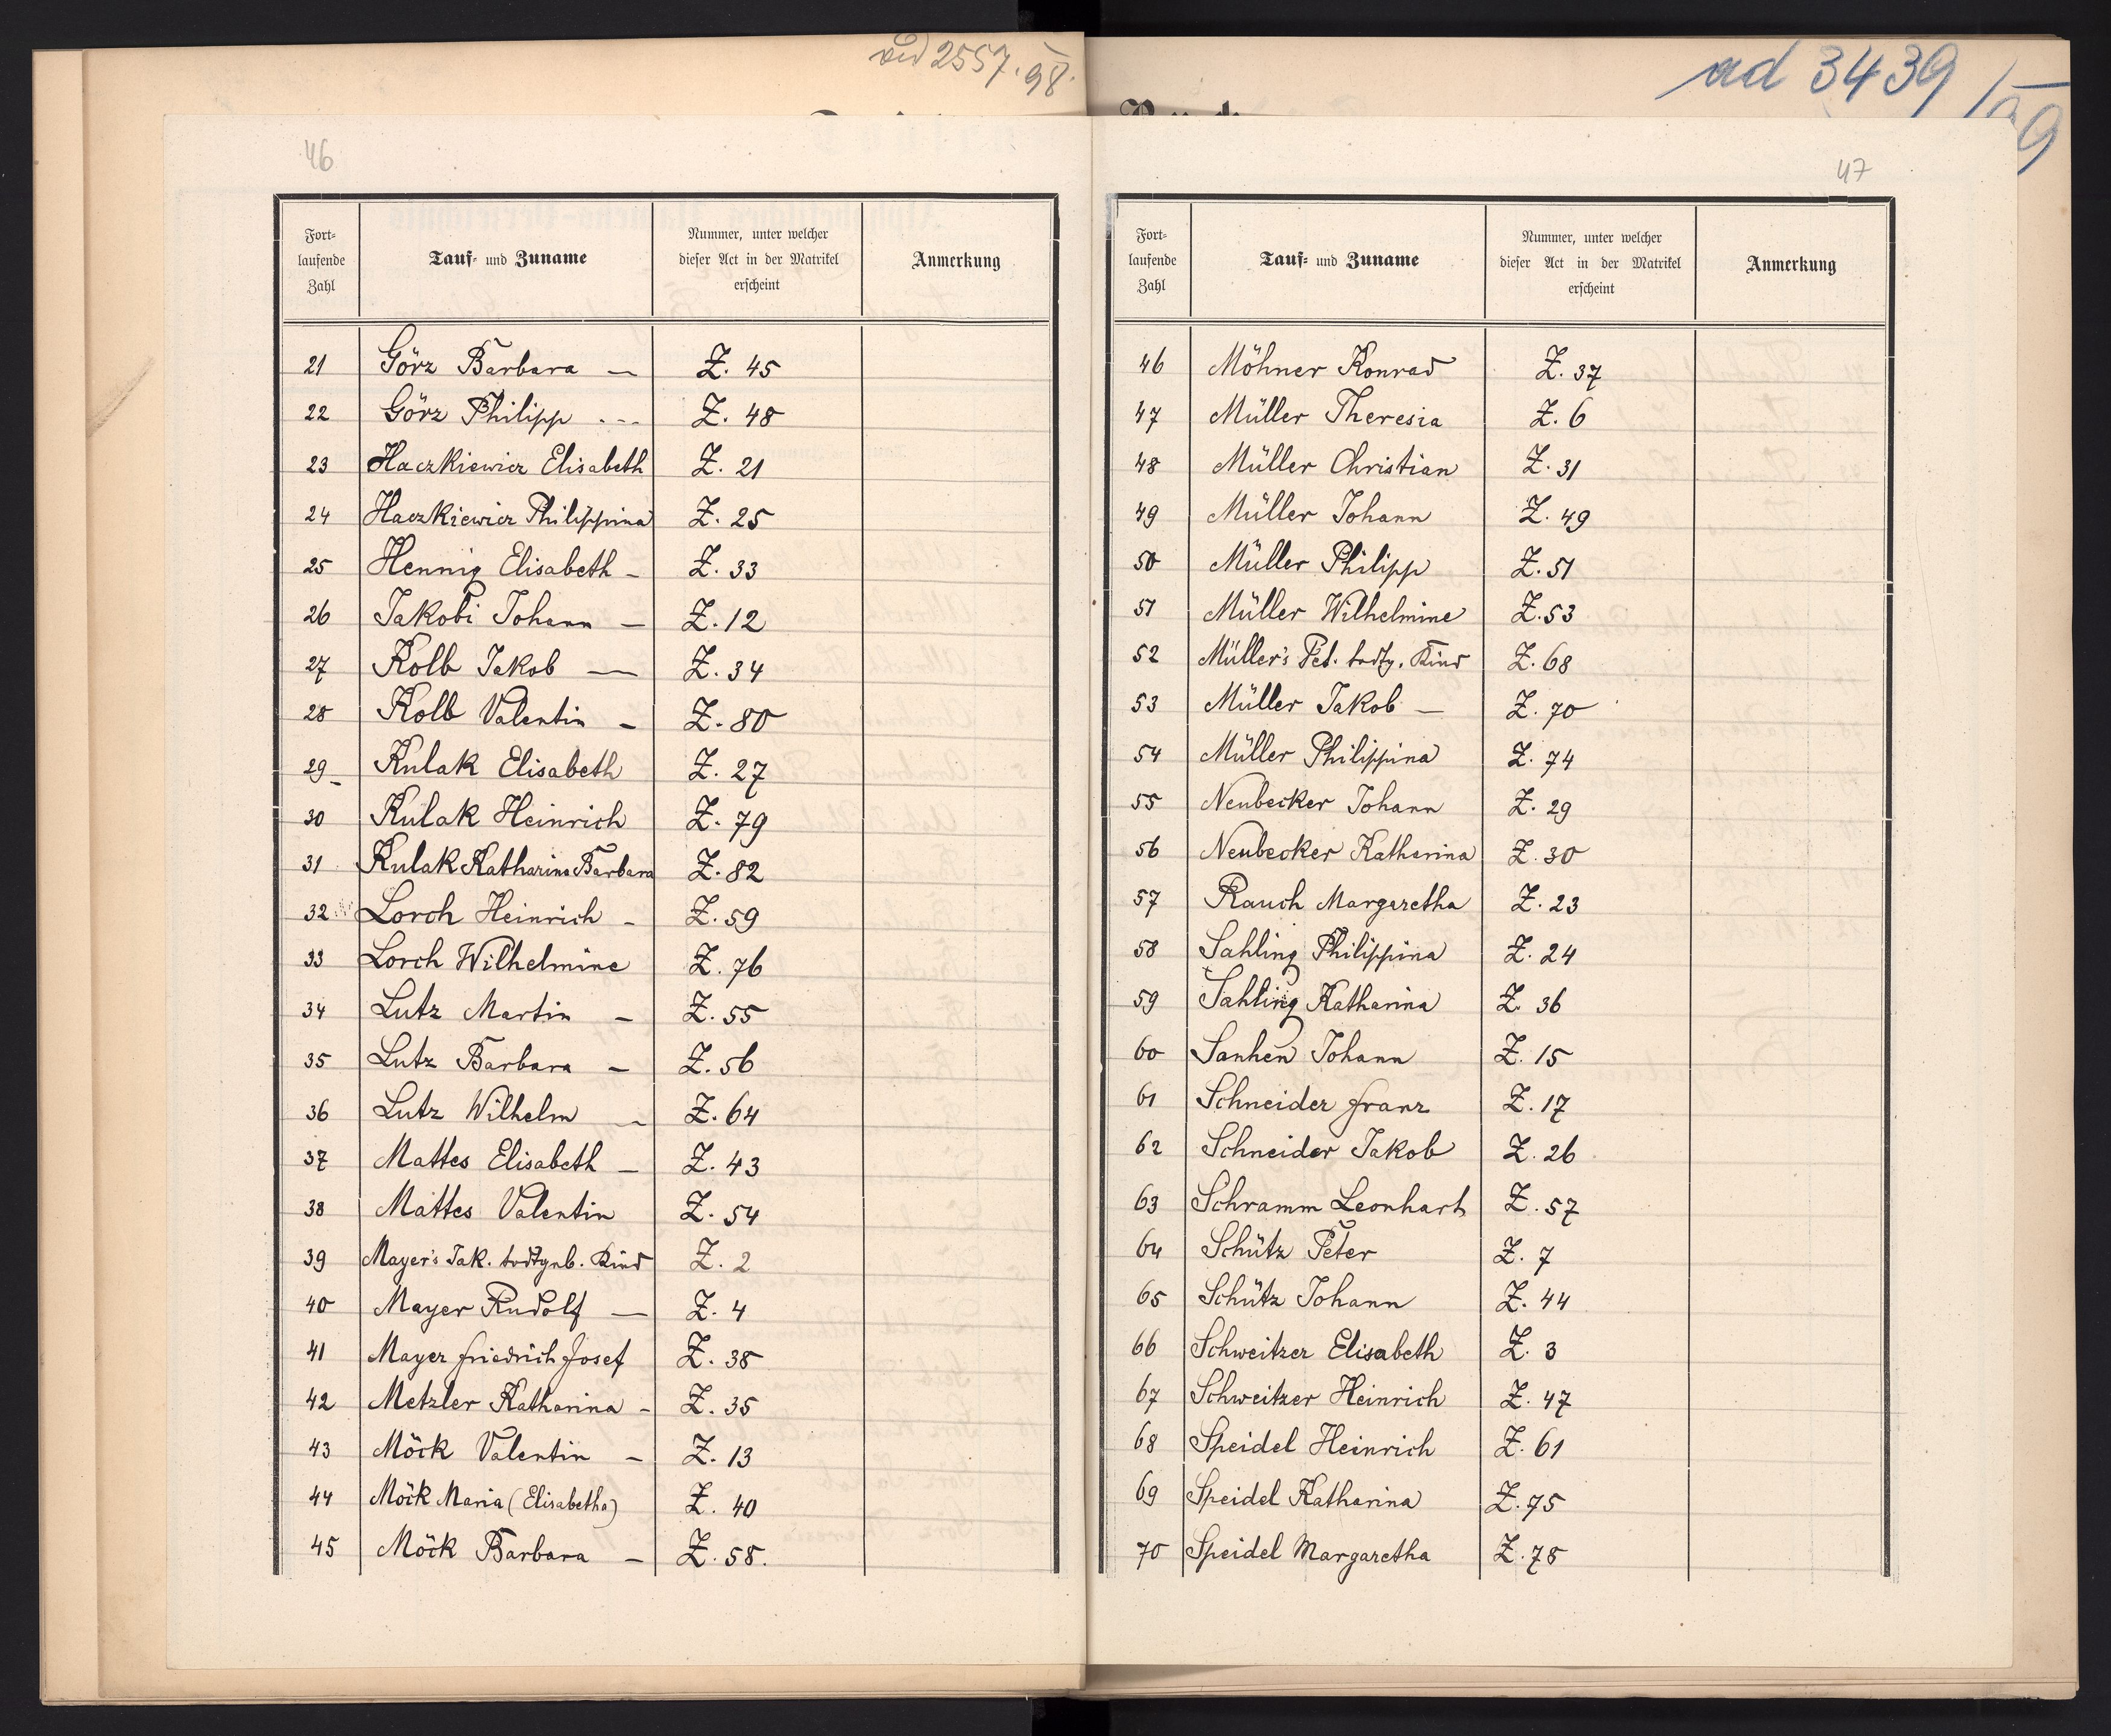 ad 2557. 98.
ad 3439
46
Fort-
laufende
Zahl
Tauf- und Zuname
Nummer, unter welcher
dieser Act in der Matrikel
erscheint
Anmerkung
21 Görz Barbara — Z. 45
22 Görz Philipp --- Z. 48
23 Haczkiewicz Elisabeth Z. 21
24 Haczkiewicz Philippina Z. 25
25 Hennig Elisabeth - Z. 33
26 Jakobi Johann — Z. 12
27 Kolb Jakob — Z. 34
28 Kolb Valentin - Z. 80
29 Kulak Elisabeth Z. 27
30 Kulak Heinrich Z. 79
31 Kulak Katharina Barbara Z. 82
32 Lorch Heinrich - Z. 59
33 Lorch Wilhelmine Z. 76
34 Lutz Martin - Z. 55
35 Lutz Barbara - Z. 56
36 Lutz Wilhelm - Z. 64
37 Mattes Elisabeth - Z. 43
38 Mattes Valentin Z. 54
39 Mayer's Jak. todtgeb. Kind Z. 2
40 Mayer Rudolf — Z. 4
41 Mayer Friedrich Josef Z. 38
42 Metzler Katharina - Z. 35
43 Möck Valentin - Z. 13
44 Möck Maria (Elisabetha) Z. 40
45 Möck Barbara - Z. 58.
47
Fort-
laufende
Zahl
Tauf- und Zuname
Nummer, unter welcher
dieser Act in der Matrikel
erscheint
Anmerkung
46 Möhner Konrad Z. 37
47 Müller Theresia Z. 6
48 Müller Christian Z. 31
49 Müller Johann Z. 49
50 Müller Philipp Z. 51
51 Müller Wilhelmine Z. 53
52 Müller's Pet. todtg. Kind Z. 68
53 Müller Jakob — Z. 70
54 Müller Philippina Z. 74
55 Neubecker Johann Z. 29
56 Neubecker Katharina Z. 30
57 Rauch Margaretha Z. 23
58 Sahling Philippina Z. 24
59 Sahling Katharina Z. 36
60 Sanhen Johann Z. 15
61 Schneider Franz Z. 17
62 Schneider Jakob Z. 26
63 Schramm Leonhart Z. 57
64 Schütz Peter Z. 7
65 Schütz Johann Z. 44
66 Schweitzer Elisabeth Z. 3
67 Schweitzer Heinrich Z. 47
68 Speidel Heinrich Z. 61
69 Speidel Katharina Z. 75
70 Speidel Margaretha Z. 78